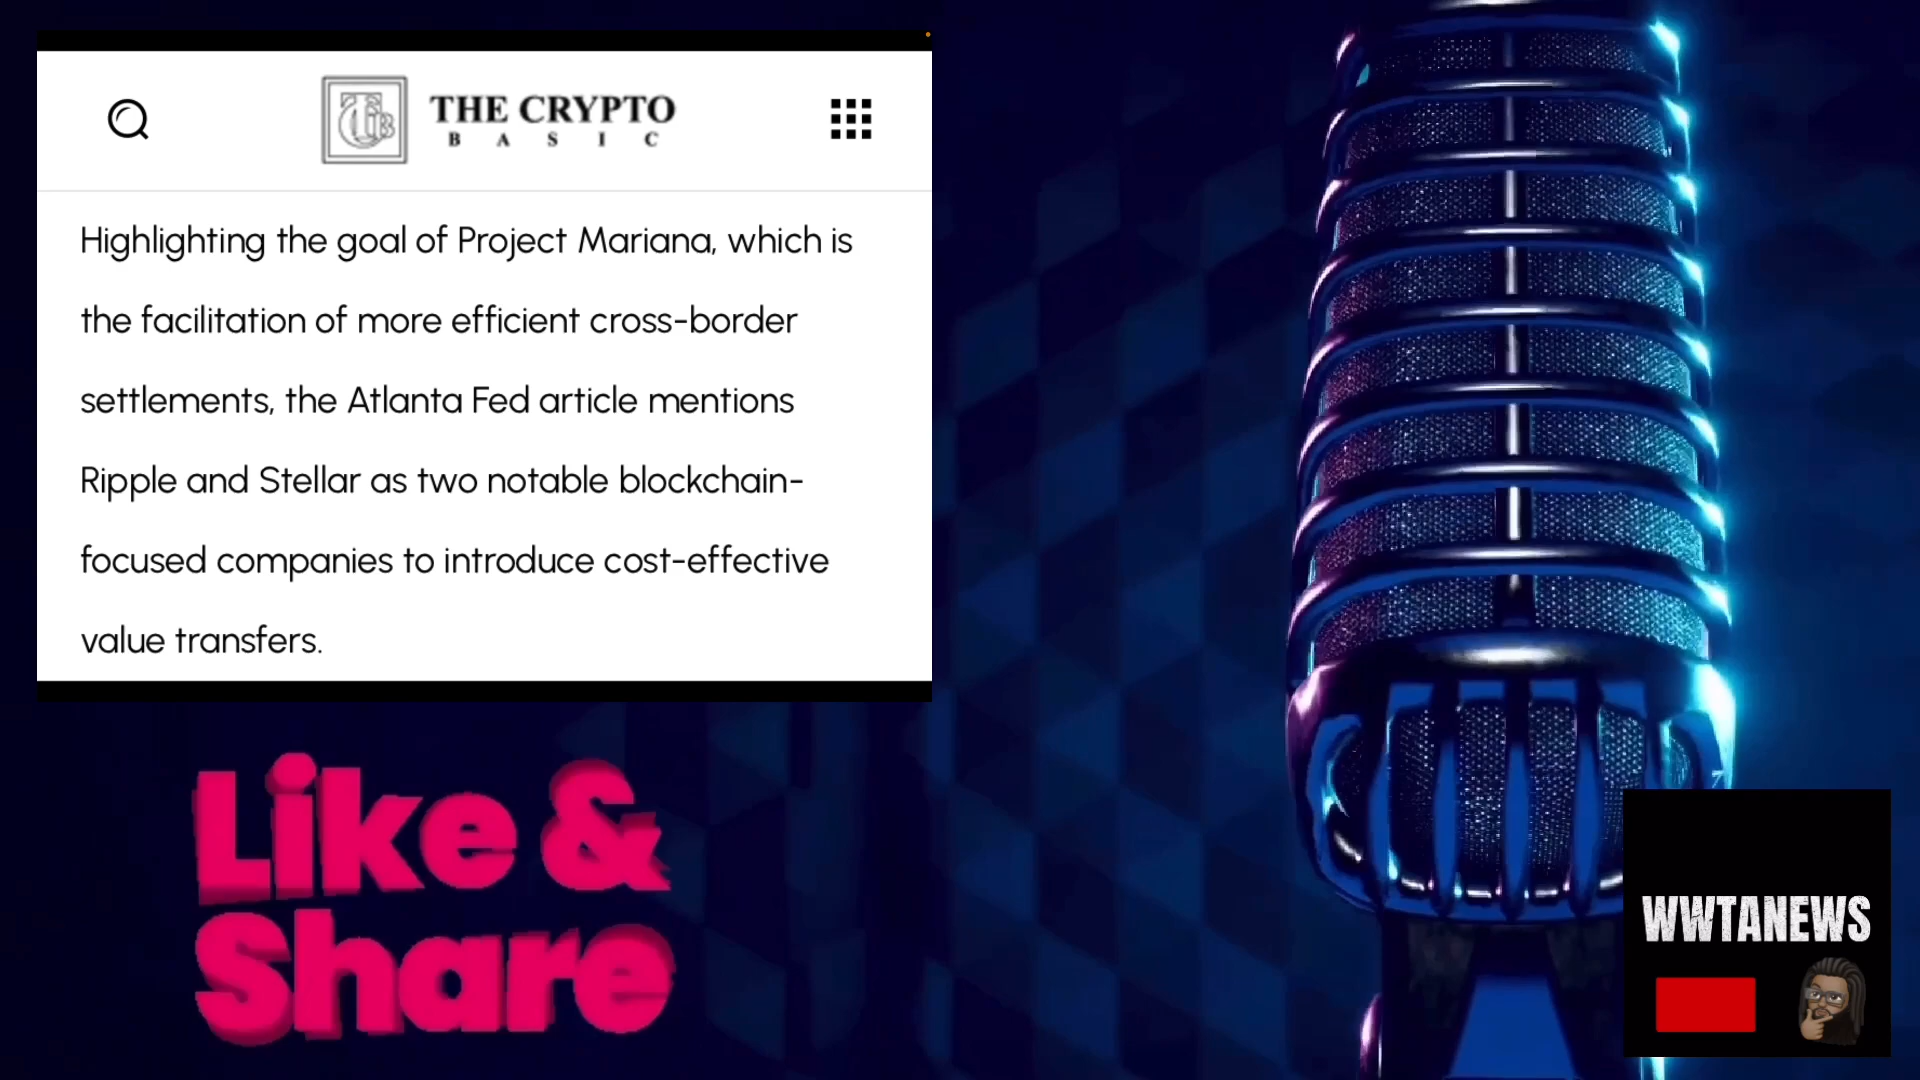 THE CRYPTO
BASIC
Highlighting the goal of Project Mariana, which is
the facilitation of more efficient cross-border
settlements, the Atlanta Fed article mentions
Ripple and Stellar as two notable blockchain-
focused companies to introduce cost-effective
value transfers.
Like &
Share
WWTANEWS